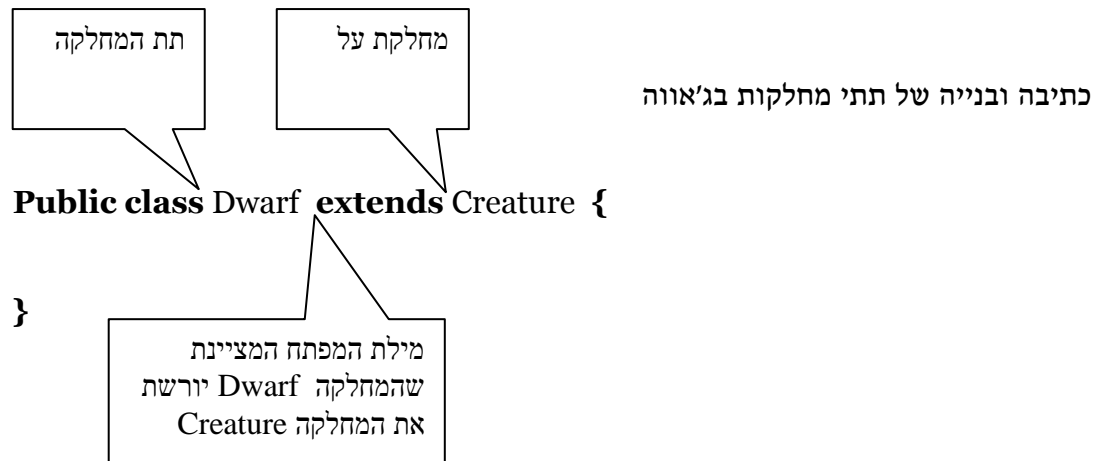 תת המחלקה
מחלקת על
כתיבה ובנייה של תתי מחלקות בג'אווה
Public class Dwarf extends Creature {
}
מילת המפתח המציינת
שהמחלקה Dwarf יורשת
את המחלקה Creature